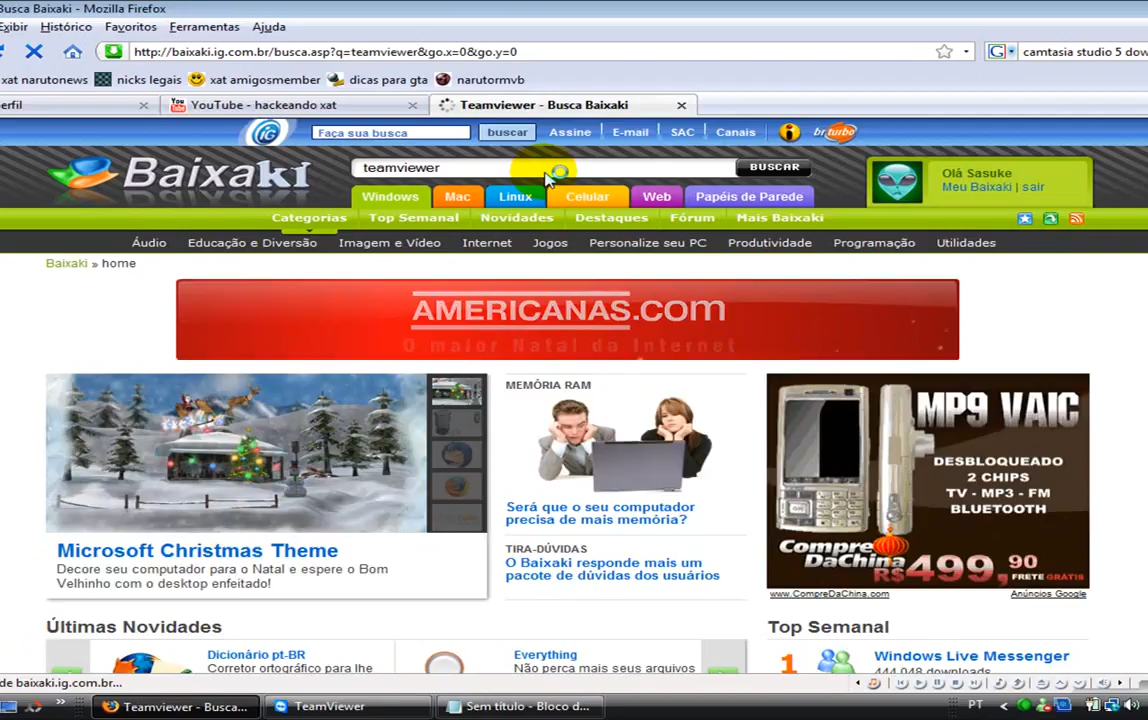 Busca Baixaki - Mozilla Firefox
Exibir Histórico Favoritos Ferramentas Ajuda
http://baixaki.ig.com.br/busca.asp?q=teamviewer&go.x=0&go.y=0
camtasia studio 5 dow
xat narutonews nicks legais xat amigosmember dicas para gta narutormvb
erfil YouTube - hackeando xat Teamviewer - Busca Baixaki
iG Faça sua busca buscar Assine E-mail SAC Canais i brturbo
Baixaki teamviewer BUSCAR
Olá Sasuke
Meu Baixaki | sair
Windows Mac Linux Celular Web Papéis de Parede
Categorias Top Semanal Novidades Destaques Fórum Mais Baixaki
Áudio Educação e Diversão Imagem e Vídeo Internet Jogos Personalize seu PC Produtividade Programação Utilidades
Baixaki » home
AMERICANAS.com
O maior Natal da Internet
MEMÓRIA RAM
Será que o seu computador
precisa de mais memória?
TIRA-DÚVIDAS
O Baixaki responde mais um
pacote de dúvidas dos usuários
Microsoft Christmas Theme
Decore seu computador para o Natal e espere o Bom
Velhinho com o desktop enfeitado!
MP9 VAIC
DESBLOQUEADO
2 CHIPS
TV - MP3 - FM
BLUETOOTH
Compre
DaChina
R$499,90
FRETE GRATIS
www.CompreDaChina.com Anúncios Google
Últimas Novidades
Dicionário pt-BR
Corretor ortográfico para lhe
Everything
Não perca mais seus arquivos
Top Semanal
1 Windows Live Messenger
444.048 downloads
de baixaki.ig.com.br...
Teamviewer - Busca... TeamViewer Sem título - Bloco d... PT